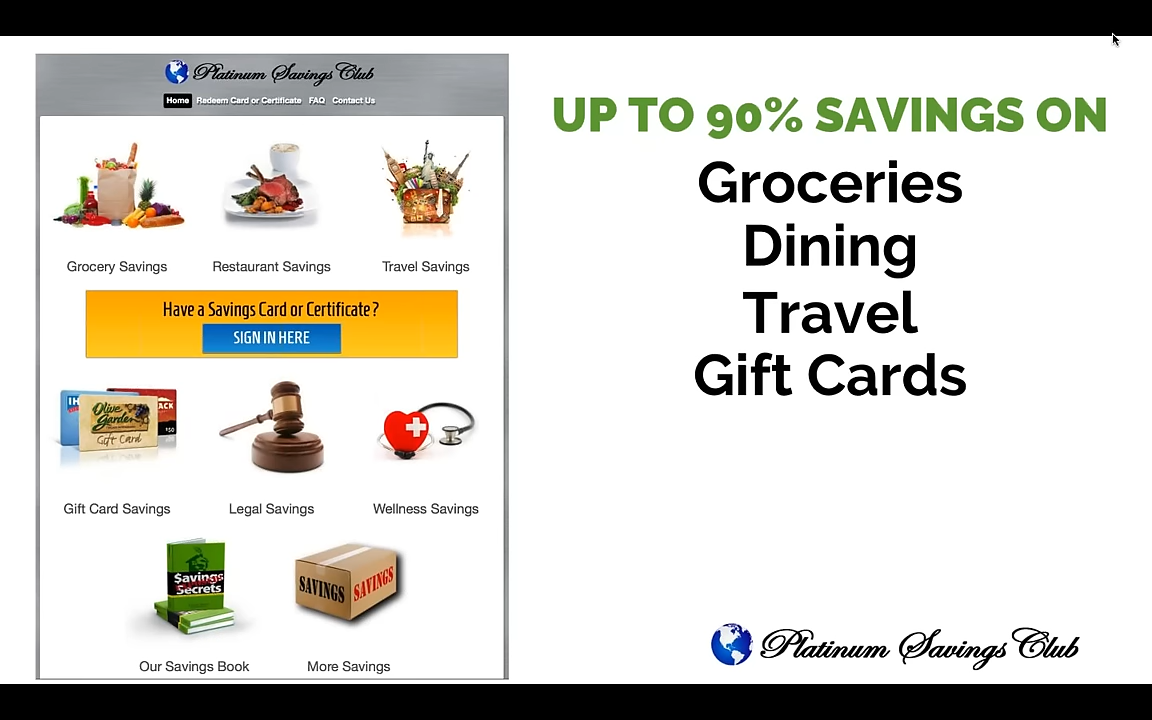 Platinum Savings Club
Home Redeem Card or Certificate FAQ Contact Us
Grocery Savings Restaurant Savings Travel Savings
Have a Savings Card or Certificate?
SIGN IN HERE
IH
Olive
Garden
Gift Card
$50
Gift Card Savings Legal Savings Wellness Savings
$avings
Secrets
SAVINGS SAVINGS
Our Savings Book More Savings
UP TO 90% SAVINGS ON
Groceries
Dining
Travel
Gift Cards
Platinum Savings Club